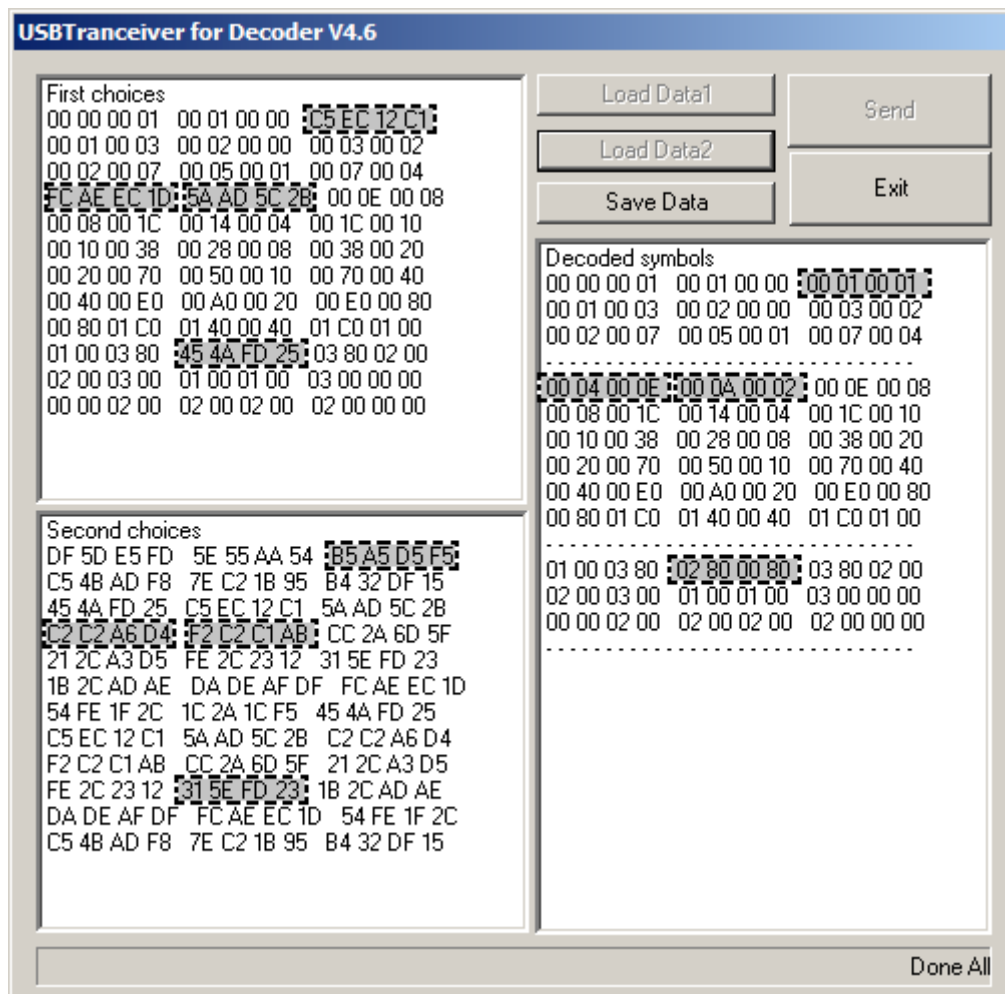 USBTranceiver for Decoder V4.6
First choices
00 00 00 01 00 01 00 00 C5 EC 12 C1
00 01 00 03 00 02 00 00 00 03 00 02
00 02 00 07 00 05 00 01 00 07 00 04
FC AE EC 1D 5A AD 5C 2B 00 0E 00 08
00 08 00 1C 00 14 00 04 00 1C 00 10
00 10 00 38 00 28 00 08 00 38 00 20
00 20 00 70 00 50 00 10 00 70 00 40
00 40 00 E0 00 A0 00 20 00 E0 00 80
00 80 01 C0 01 40 00 40 01 C0 01 00
01 00 03 80 45 4A FD 25 03 80 02 00
02 00 03 00 01 00 01 00 03 00 00 00
00 00 02 00 02 00 02 00 02 00 00 00
Load Data1
Send
Load Data2
Save Data
Exit
Second choices
DF 5D E5 FD 5E 55 AA 54 B5 A5 D5 F5
C5 4B AD F8 7E C2 1B 95 B4 32 DF 15
45 4A FD 25 C5 EC 12 C1 5A AD 5C 2B
C2 C2 A6 D4 F2 C2 C1 AB CC 2A 6D 5F
21 2C A3 D5 FE 2C 23 12 31 5E FD 23
1B 2C AD AE DA DE AF DF FC AE EC 1D
54 FE 1F 2C 1C 2A 1C F5 45 4A FD 25
C5 EC 12 C1 5A AD 5C 2B C2 C2 A6 D4
F2 C2 C1 AB CC 2A 6D 5F 21 2C A3 D5
FE 2C 23 12 31 5E FD 23 1B 2C AD AE
DA DE AF DF FC AE EC 1D 54 FE 1F 2C
C5 4B AD F8 7E C2 1B 95 B4 32 DF 15
Decoded symbols
00 00 00 01 00 01 00 00 00 01 00 01
00 01 00 03 00 02 00 00 00 03 00 02
00 02 00 07 00 05 00 01 00 07 00 04
- - - - - - - - - - - - - - - - - - - - - - - - - - - - - - - - -
00 04 00 0E 00 0A 00 02 00 0E 00 08
00 08 00 1C 00 14 00 04 00 1C 00 10
00 10 00 38 00 28 00 08 00 38 00 20
00 20 00 70 00 50 00 10 00 70 00 40
00 40 00 E0 00 A0 00 20 00 E0 00 80
00 80 01 C0 01 40 00 40 01 C0 01 00
- - - - - - - - - - - - - - - - - - - - - - - - - - - - - - - - -
01 00 03 80 02 80 00 80 03 80 02 00
02 00 03 00 01 00 01 00 03 00 00 00
00 00 02 00 02 00 02 00 02 00 00 00
- - - - - - - - - - - - - - - - - - - - - - - - - - - - - - - - -
Done All